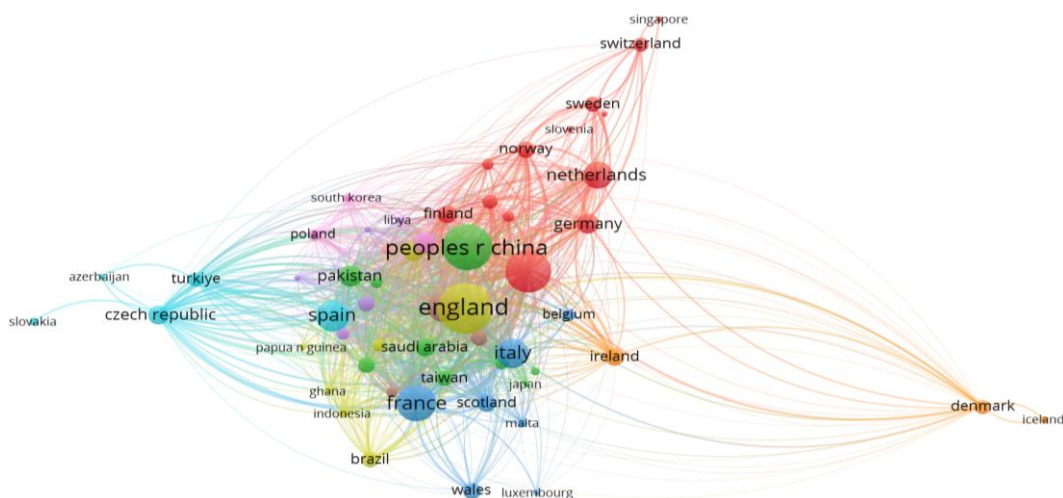 singapore
switzerland
sweden
slovenia
norway
netherlands
south korea
libya
finland
germany
poland
peoples r china
azerbaijan
turkiye
pakistan
england
slovakia
czech republic
spain
belgium
papua n guinea
saudi arabia
italy
ireland
ghana
taiwan
japan
indonesia
france
scotland
denmark
malta
iceland
brazil
wales
luxembourg